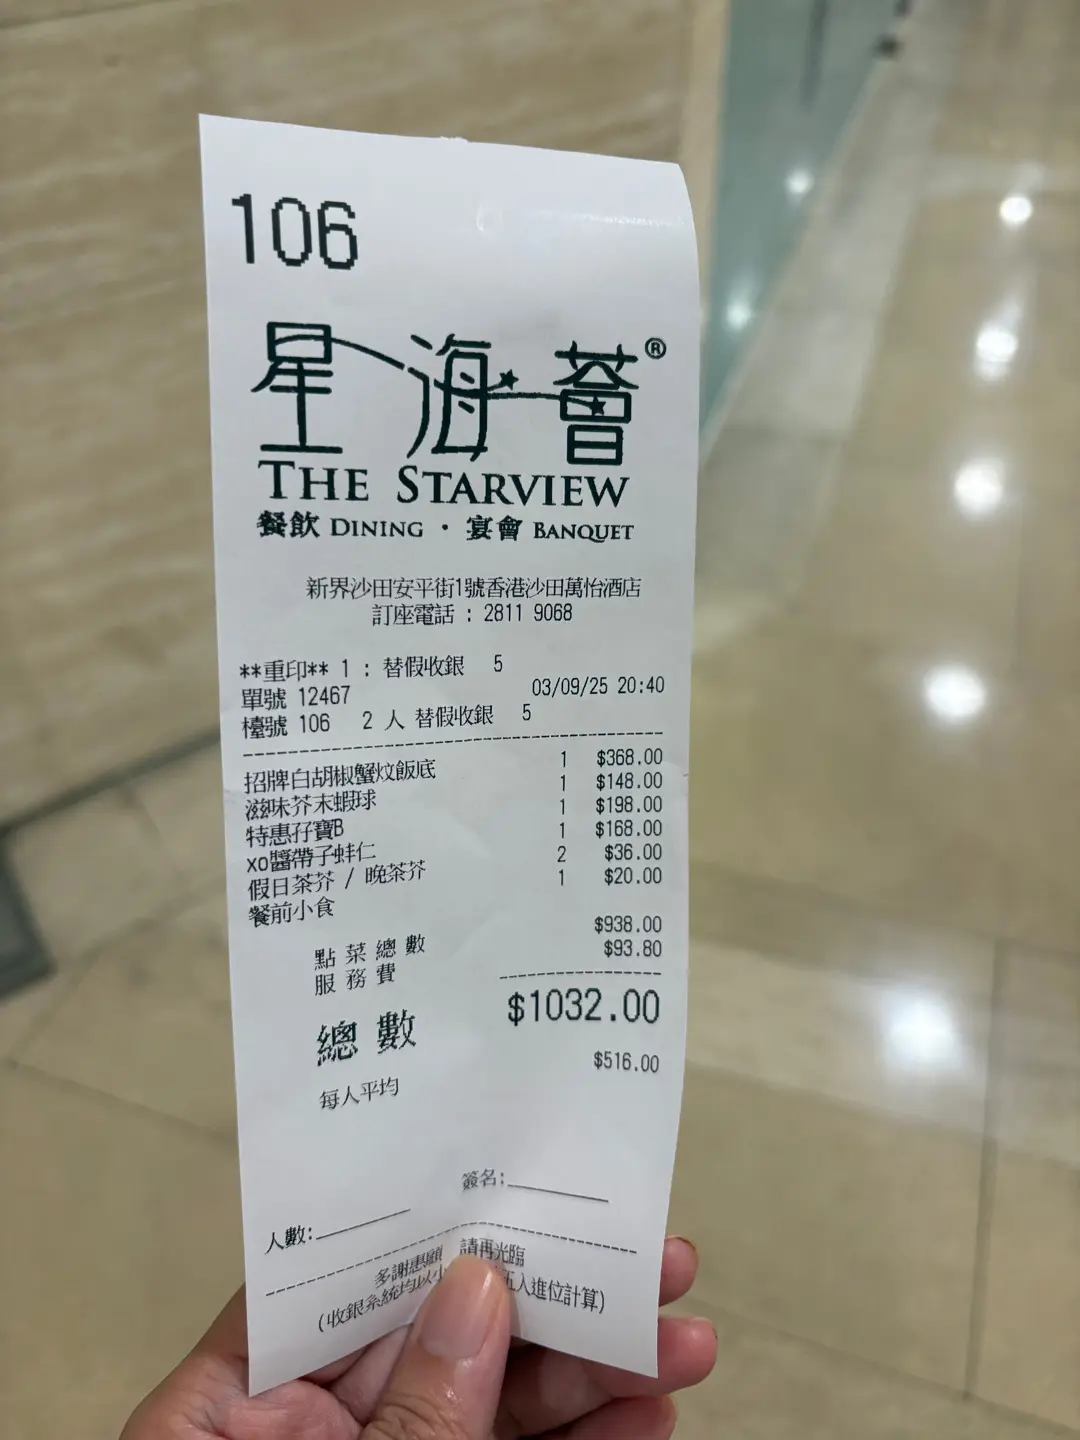 106
星海薈®
THE STARVIEW
餐飲 DINING · 宴會 BANQUET
新界沙田安平街1號香港沙田萬怡酒店
訂座電話 : 2811 9068
**重印** 1 : 替假收銀 5
單號 12467 03/09/25 20:40
檯號 106 2 人 替假收銀 5
招牌白胡椒蟹炆飯底 1 $368.00
滋味芥末蝦球 1 $148.00
特惠孖寶B 1 $198.00
xo醬帶子蚌仁 1 $168.00
假日茶芥 / 晚茶芥 2 $36.00
餐前小食 1 $20.00
點菜總數 $938.00
服務費 $93.80
總數 $1032.00
每人平均 $516.00
簽名:
人數:
多謝惠顧 請再光臨
(收銀系統均以小 五入進位計算)